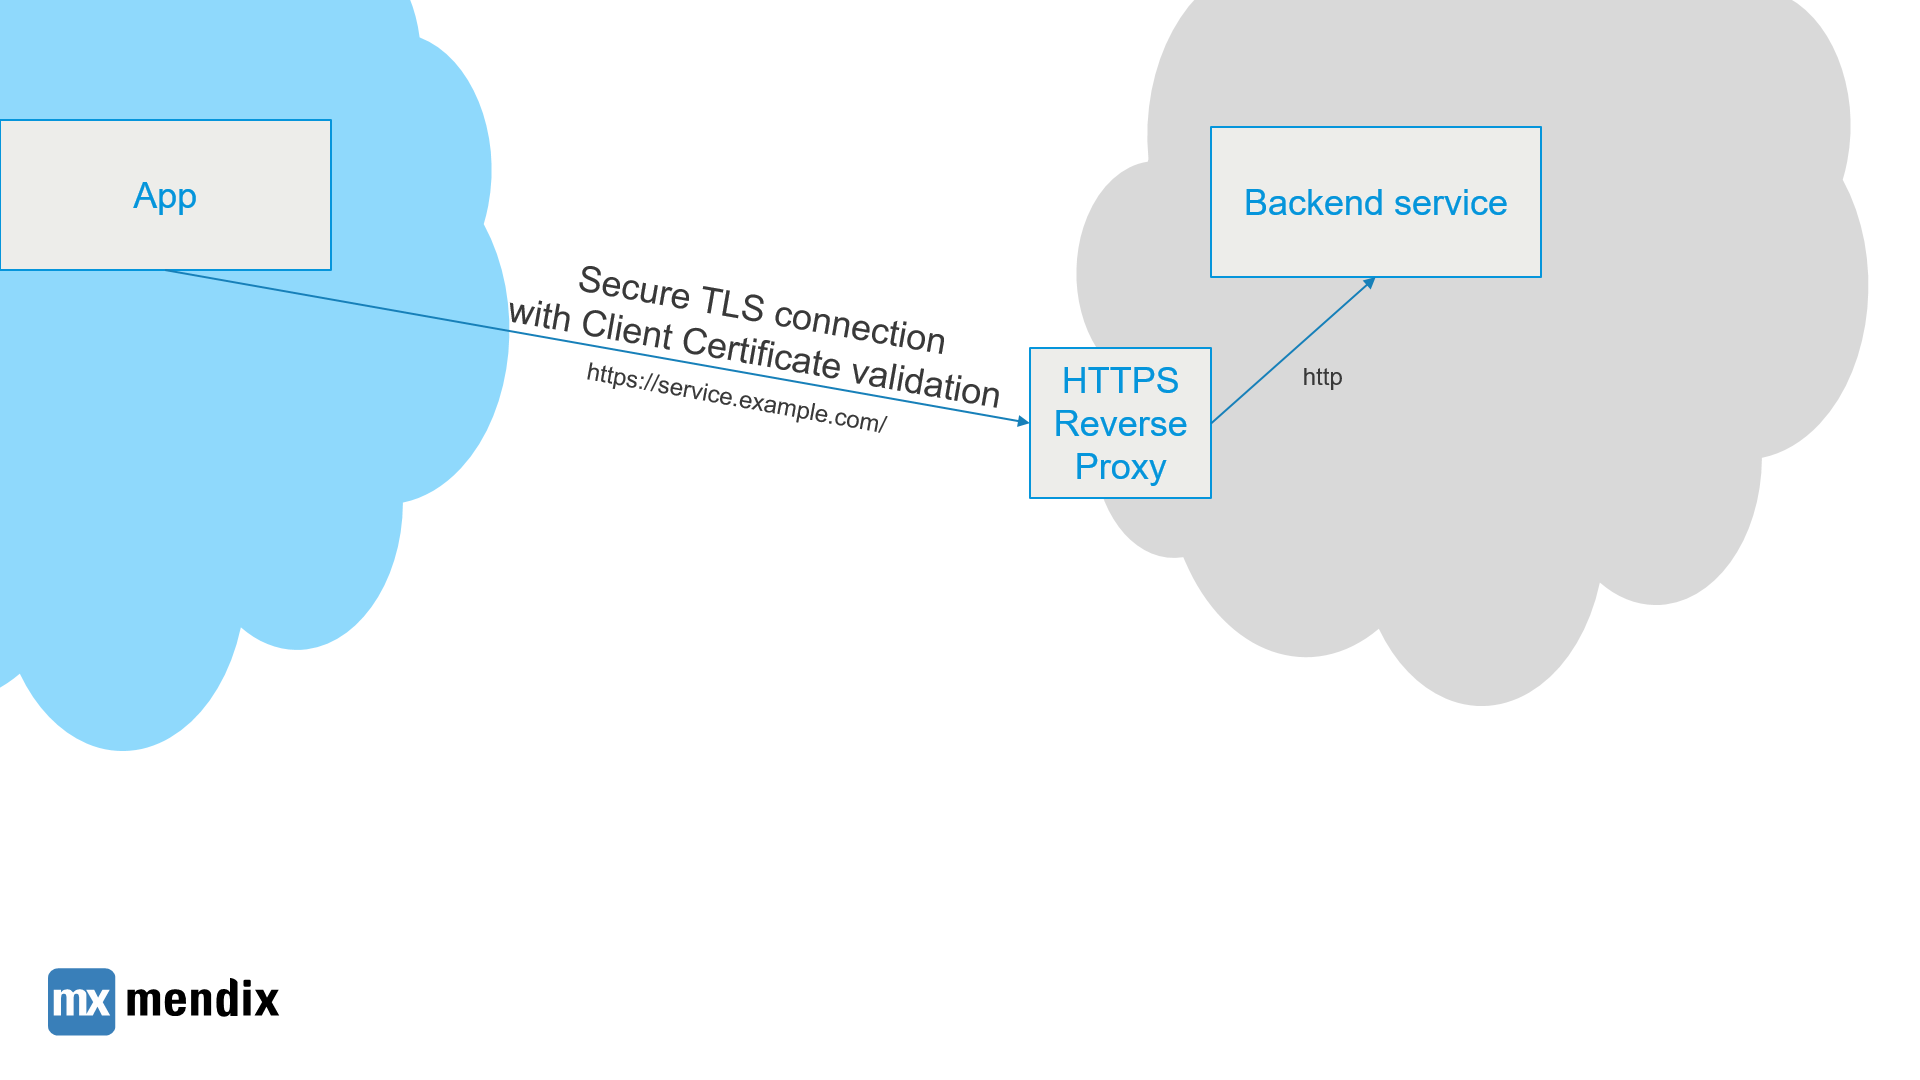 App
Backend service
Secure TLS connection
with Client Certificate validation
https://service.example.com/
HTTPS
Reverse
Proxy
http
mx mendix